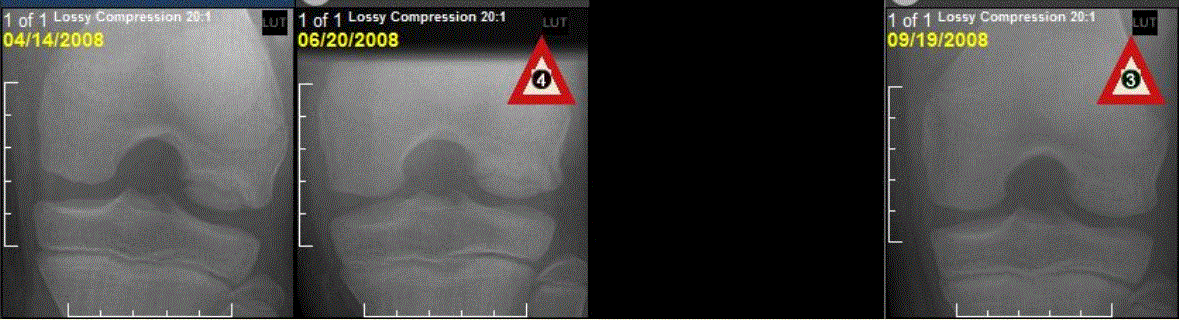 1 of 1 Lossy Compression 20:1 LUT
04/14/2008
1 of 1 Lossy Compression 20:1 LUT
06/20/2008
4
1 of 1 Lossy Compression 20:1 LUT
09/19/2008
3